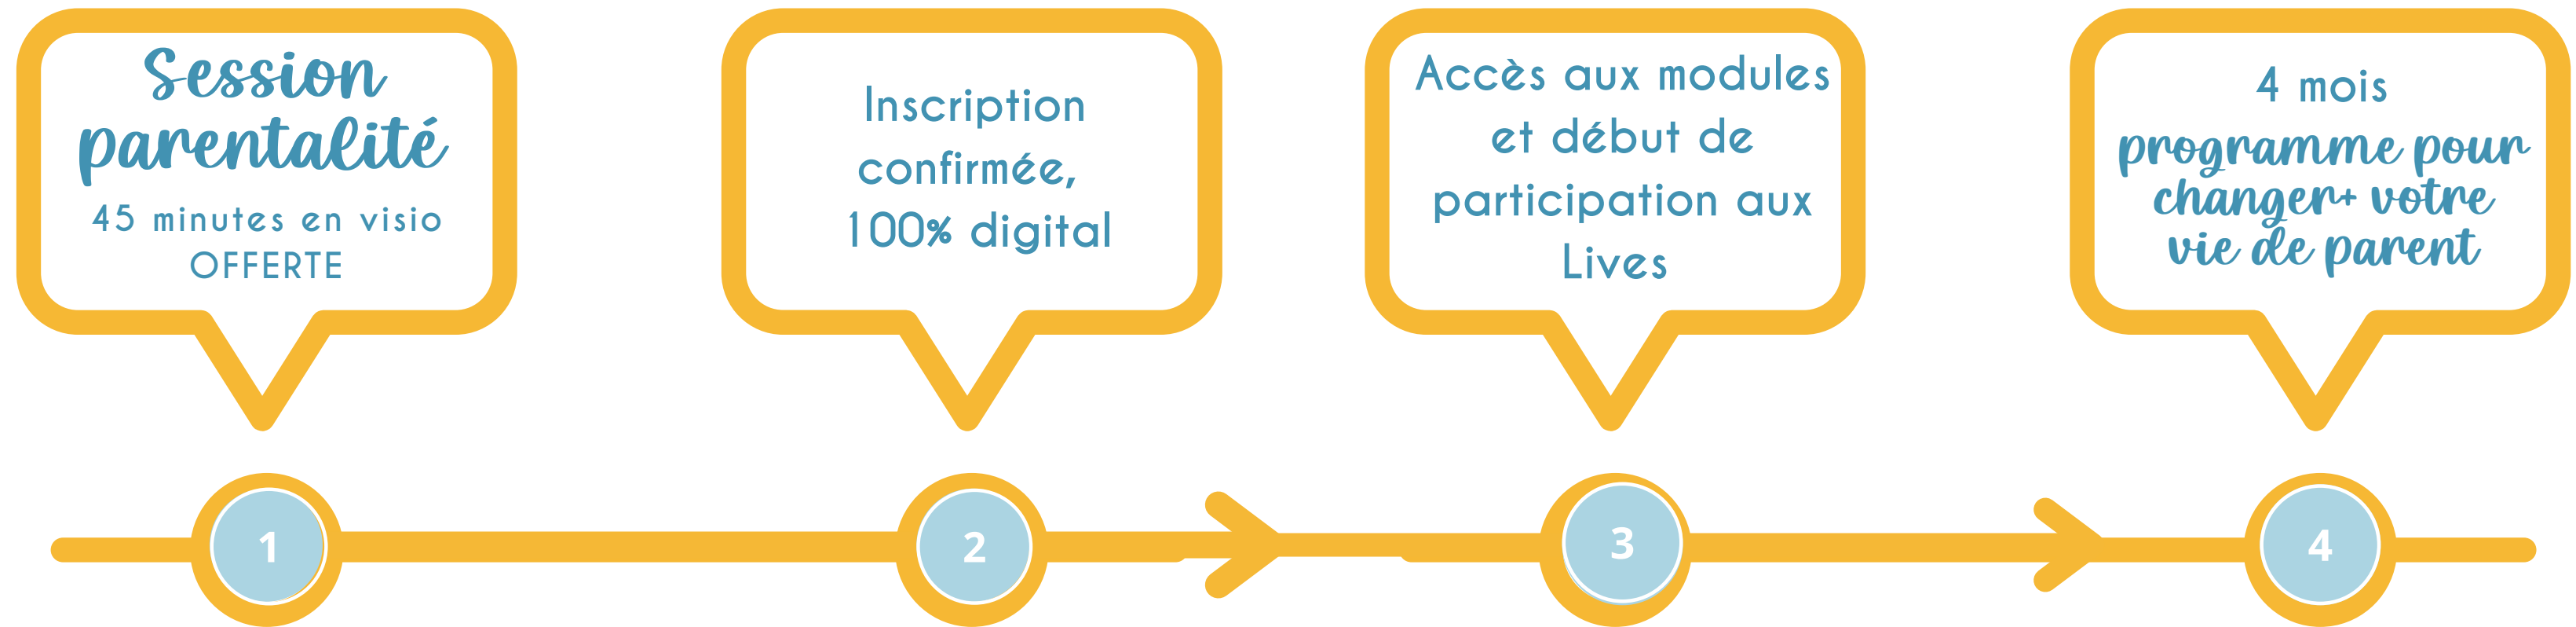 Session
parentalité
45 minutes en visio
OFFERTE
Inscription
confirmée,
100% digital
Accès aux modules
et début de
participation aux
Lives
4 mois
programme pour
changer+ votre
vie de parent
1
2
3
4